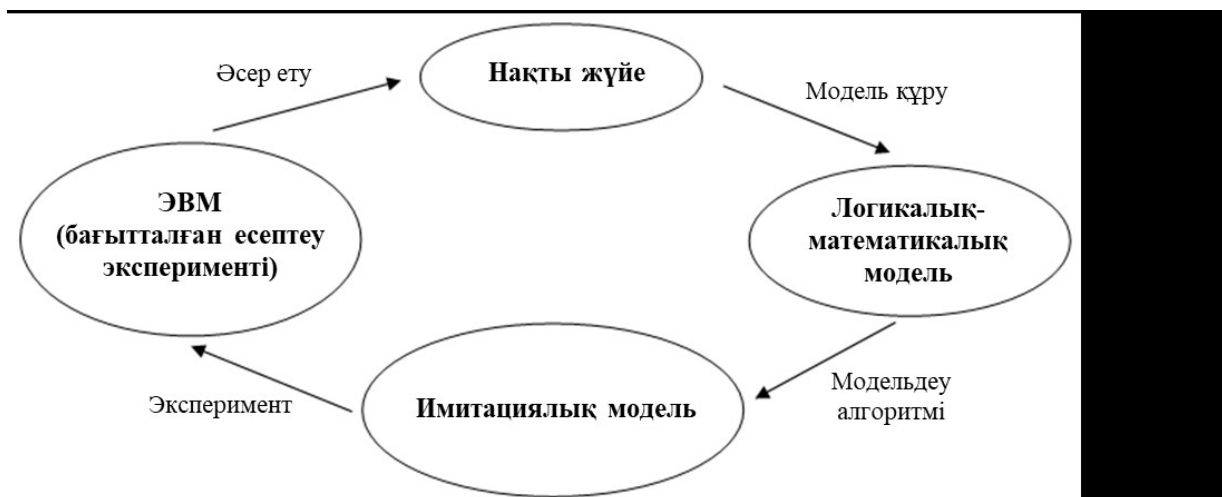 Әсер ету
Нақты жүйе
Модель құру
ЭВМ
(бағытталған есептеу
эксперименті)
Логикалық-
математикалық
модель
Эксперимент
Имитациялық модель
Модельдеу
алгоритмі